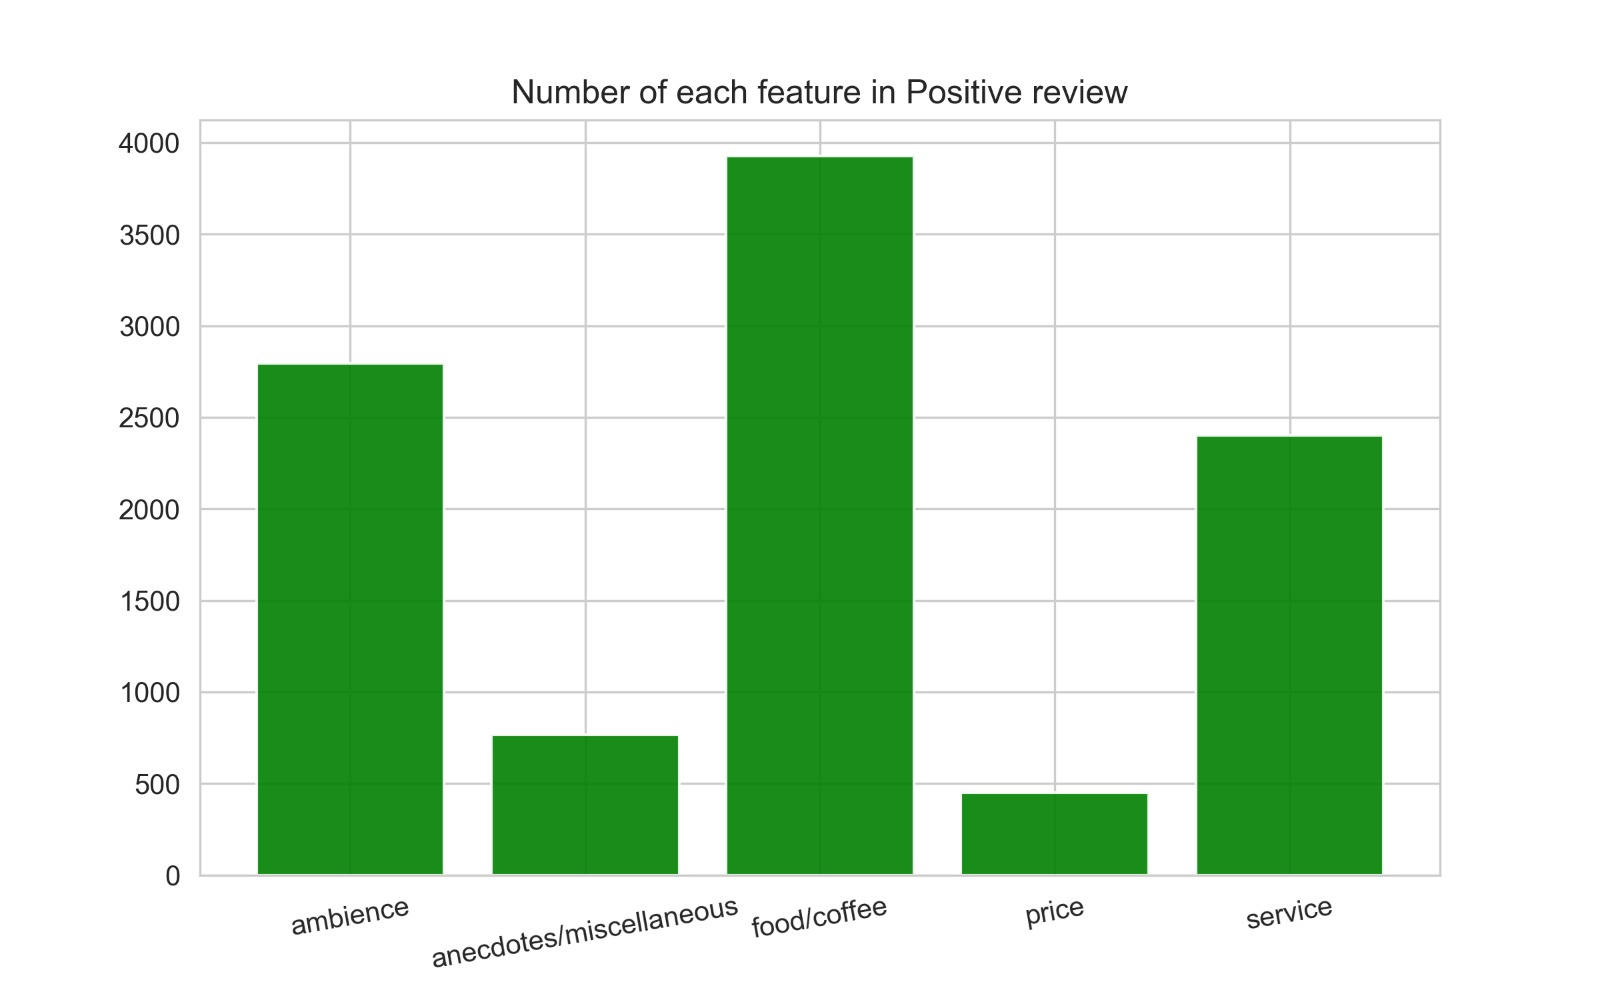 Number of each feature in Positive review
4000
3500
3000
2500
2000
1500
1000
500
0
ambience
anecdotes/miscellaneous
food/coffee
price
service